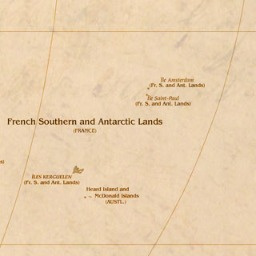 Île Amsterdam
(Fr. S. and Ant. Lands)
Île Saint-Paul
(Fr. S. and Ant. Lands)
French Southern and Antarctic Lands
(FRANCE)
ÎLES KERGUELEN
(Fr. S. and Ant. Lands)
Heard Island and
McDonald Islands
(AUSTL.)